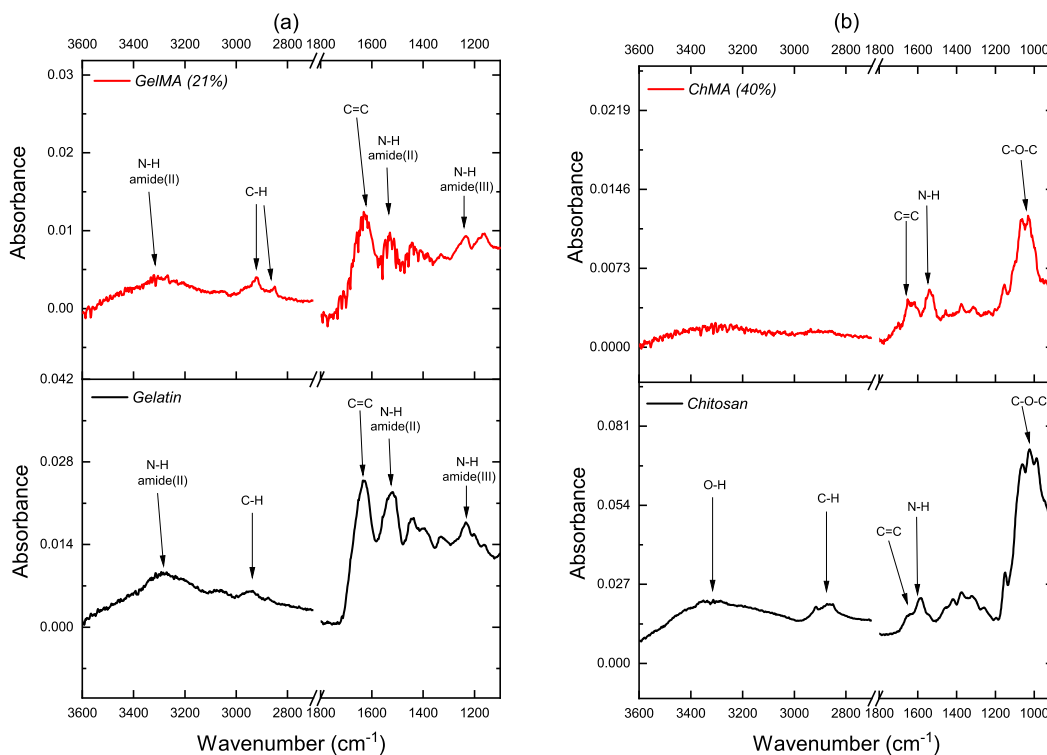 (a)
3600 3400 3200 3000 2800 1800 1600 1400 1200
0.03
GelMA (21%)
C=C
N-H
amide(II)
N-H
amide(II)
N-H
amide(III)
C-H
0.02
0.01
0.00
Absorbance
0.042
Gelatin
C=C
N-H
amide(II)
N-H
amide(II)
N-H
amide(III)
C-H
0.028
0.014
0.000
Absorbance
3600 3400 3200 3000 2800 1800 1600 1400 1200
Wavenumber (cm-1)
(b)
3600 3200 2800 1800 1600 1400 1200 1000
0.0219
ChMA (40%)
C-O-C
N-H
C=C
0.0146
0.0073
0.0000
Absorbance
Chitosan
C-O-C
0.081
O-H
C-H
N-H
C=C
0.054
0.027
0.000
Absorbance
3600 3200 2800 1800 1600 1400 1200 1000
Wavenumber (cm-1)